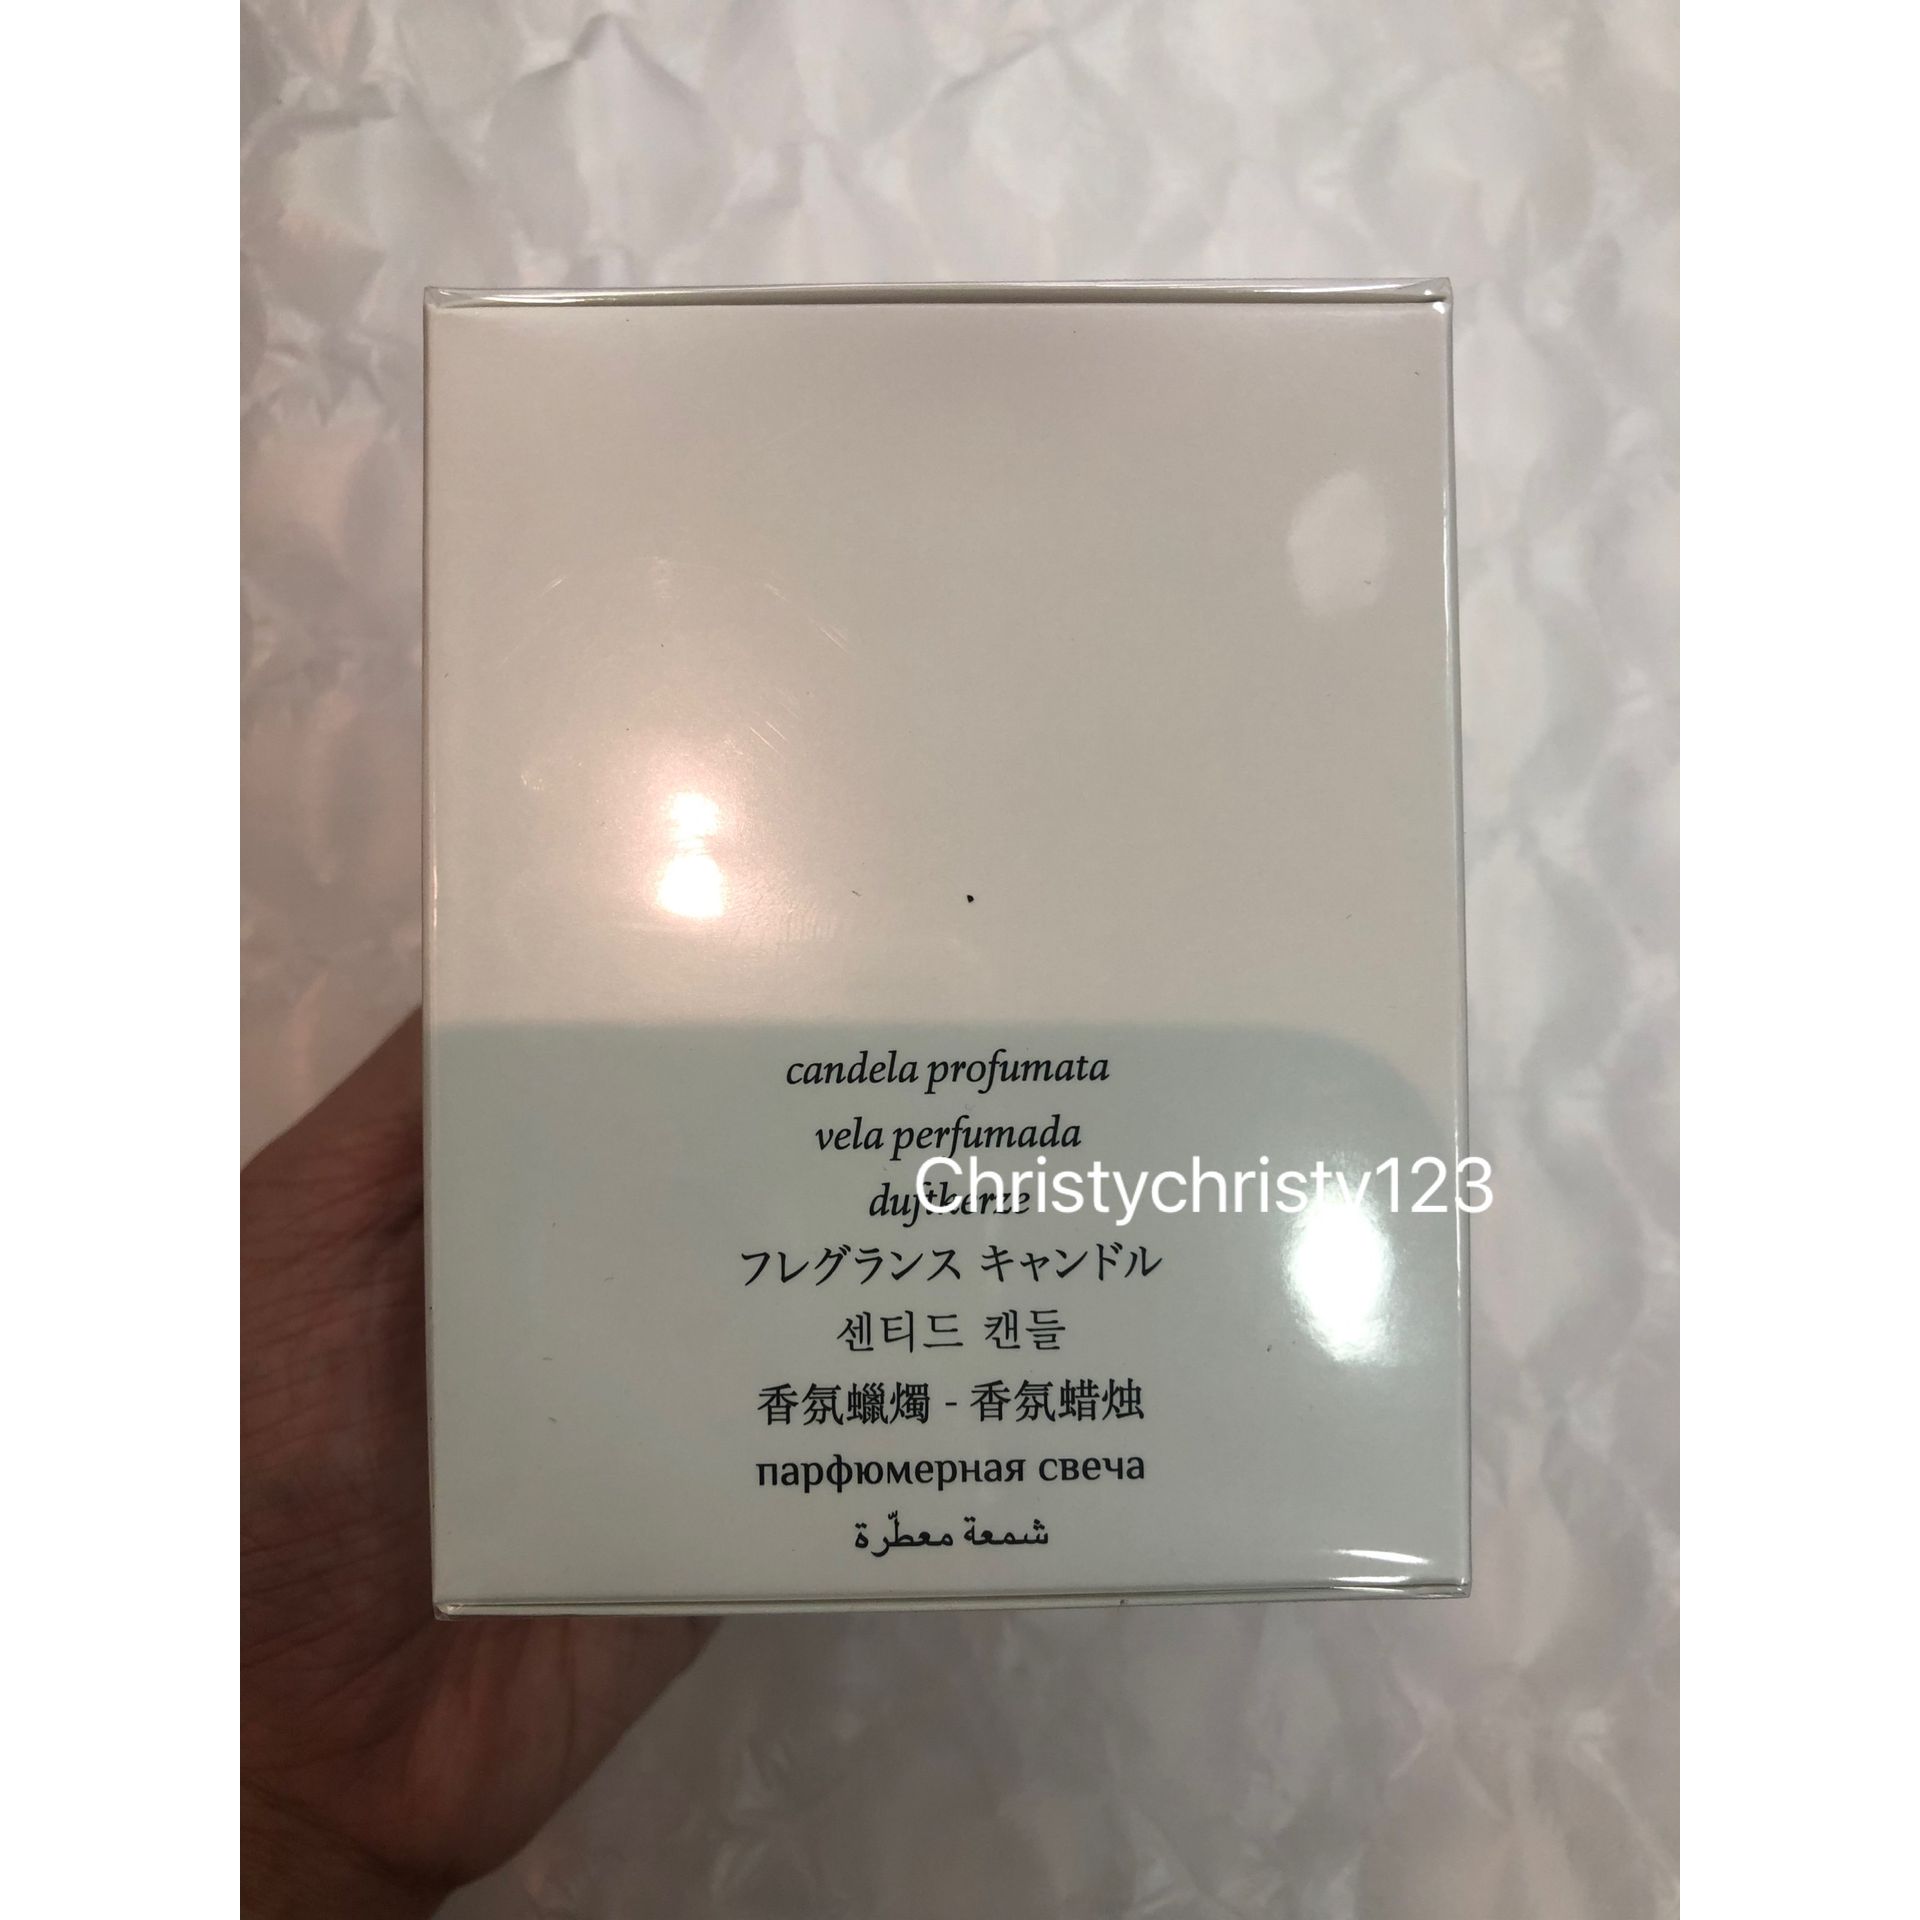 candela profumata
vela perfumada
Christychristy123
duftkerze
フレグランス キャンドル
센티드 캔들
香氛蠟燭 - 香氛蜡烛
парфюмерная свеча
شمعة معطّرة